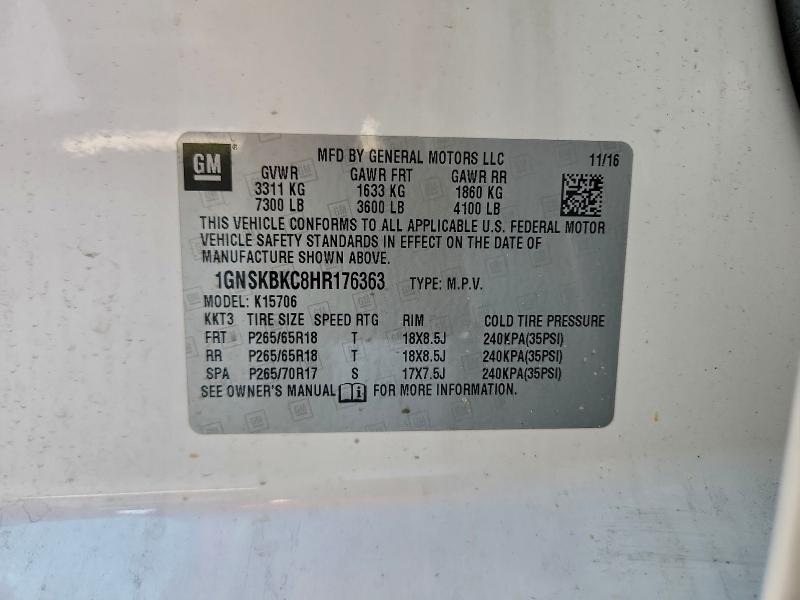 GM
MFD BY GENERAL MOTORS LLC 11/16
GVWR GAWR FRT GAWR RR
3311 KG 1633 KG 1860 KG
7300 LB 3600 LB 4100 LB
THIS VEHICLE CONFORMS TO ALL APPLICABLE U.S. FEDERAL MOTOR
VEHICLE SAFETY STANDARDS IN EFFECT ON THE DATE OF
MANUFACTURE SHOWN ABOVE.
1GNSKBKC8HR176363 TYPE: M.P.V.
MODEL: K15706
KKT3 TIRE SIZE SPEED RTG RIM COLD TIRE PRESSURE
FRT P265/65R18 T 18X8.5J 240KPA(35PSI)
RR P265/65R18 T 18X8.5J 240KPA(35PSI)
SPA P265/70R17 S 17X7.5J 240KPA(35PSI)
SEE OWNER'S MANUAL FOR MORE INFORMATION.